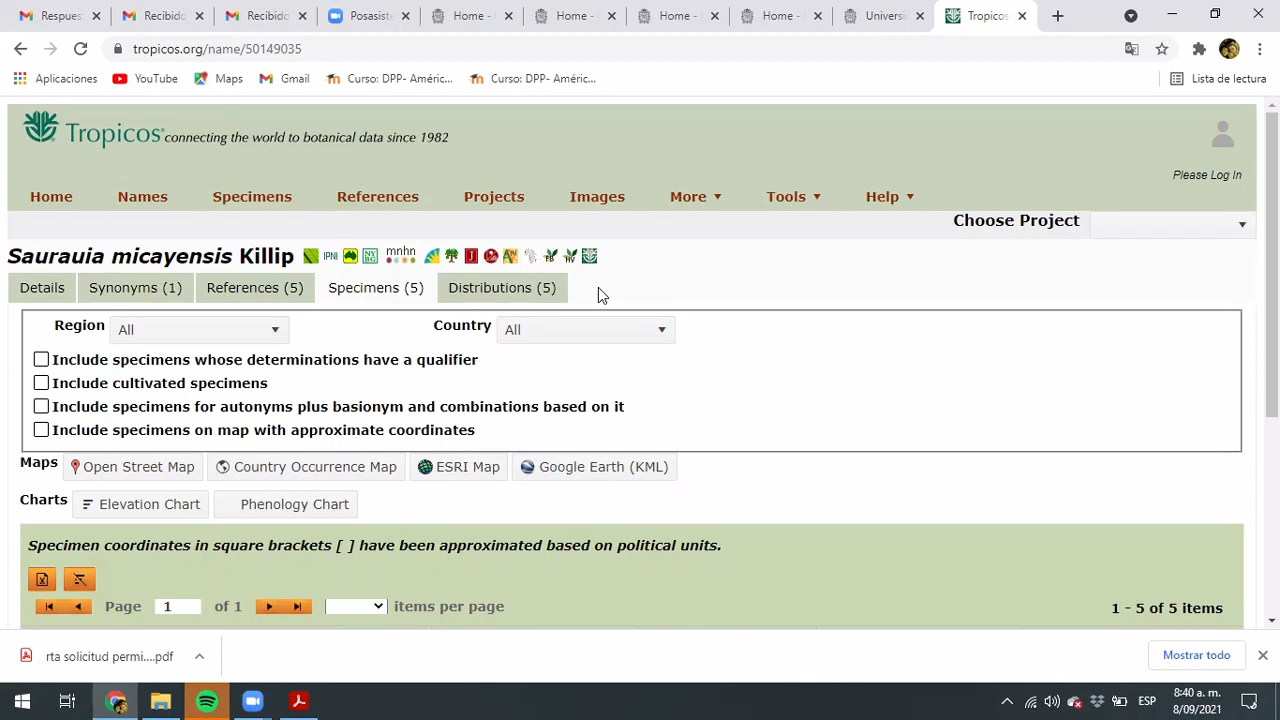 Respues
Recibido
Recibido
Posasiste
Home -
Home -
Home -
Home -
Universa
Tropicos
tropicos.org/name/50149035
Aplicaciones
YouTube
Maps
Gmail
Curso: DPP- Améric...
Curso: DPP- Améric...
Lista de lectura
Tropicos connecting the world to botanical data since 1982
Please Log In
Home
Names
Specimens
References
Projects
Images
More
Tools
Help
Choose Project
Saurauia micayensis Killip
IPNI
NY
BG
mnhn
Details
Synonyms (1)
References (5)
Specimens (5)
Distributions (5)
Region
All
Country
All
Include specimens whose determinations have a qualifier
Include cultivated specimens
Include specimens for autonyms plus basionym and combinations based on it
Include specimens on map with approximate coordinates
Maps
Open Street Map
Country Occurrence Map
ESRI Map
Google Earth (KML)
Charts
Elevation Chart
Phenology Chart
Specimen coordinates in square brackets [ ] have been approximated based on political units.
Page
1
of 1
items per page
1 - 5 of 5 items
rta solicitud permi....pdf
Mostrar todo
ESP
8:40 a. m.
8/09/2021